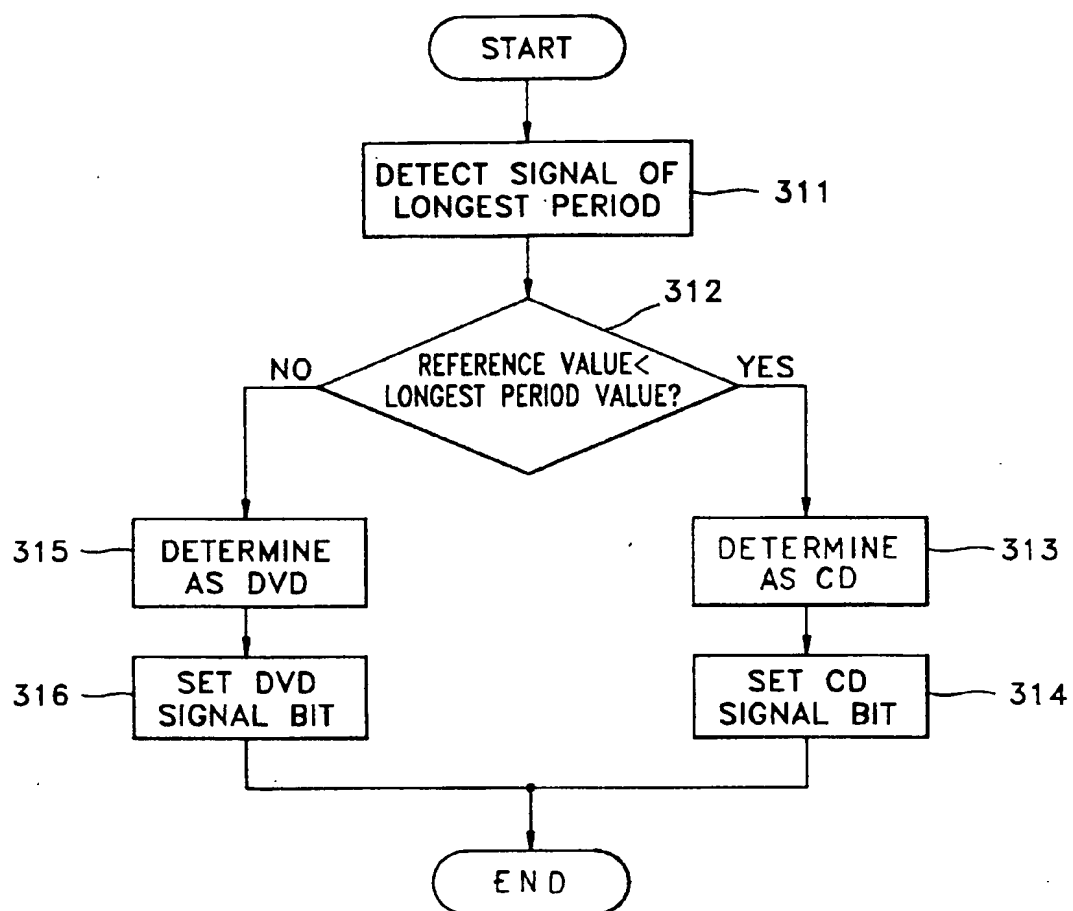 START
DETECT SIGNAL OF
LONGEST PERIOD
311
312
REFERENCE VALUE<
LONGEST PERIOD VALUE?
NO
YES
315
DETERMINE
AS DVD
DETERMINE
AS CD
313
316
SET DVD
SIGNAL BIT
SET CD
SIGNAL BIT
314
END